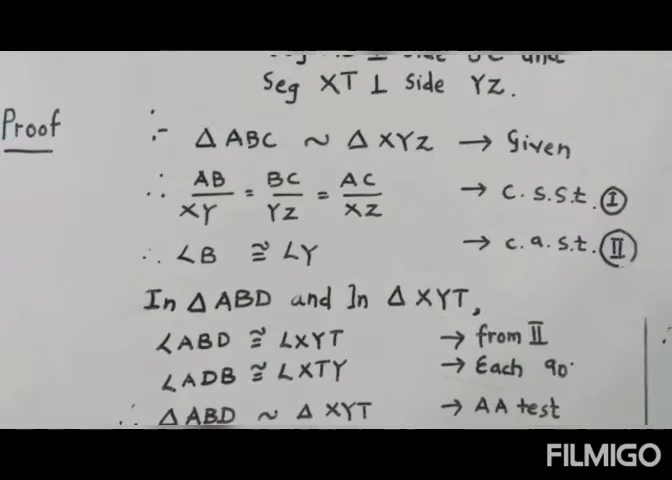 Seg XT ⊥ side YZ.
Proof :- △ ABC ~ △ XYZ → Given
∴ AB/XY = BC/YZ = AC/XZ → c.s.s.t. Ⓘ
∴ ∠B ≅ ∠Y → c.a.s.t. Ⓘⓘ
In △ ABD and In △ XYT,
∠ABD ≅ ∠XYT → from II
∠ADB ≅ ∠XTY → Each 90°
∴ △ ABD ~ △ XYT → AA test
FILMIGO